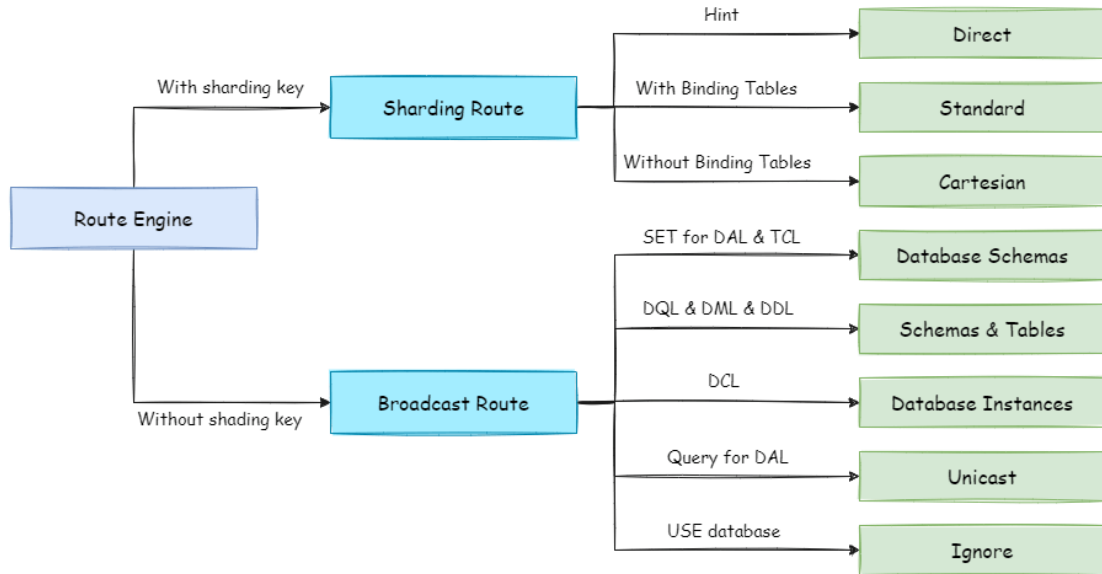 Hint
Direct
With sharding key
Sharding Route
With Binding Tables
Standard
Without Binding Tables
Cartesian
Route Engine
SET for DAL & TCL
Database Schemas
DQL & DML & DDL
Schemas & Tables
DCL
Without shading key
Broadcast Route
Database Instances
Query for DAL
Unicast
USE database
Ignore